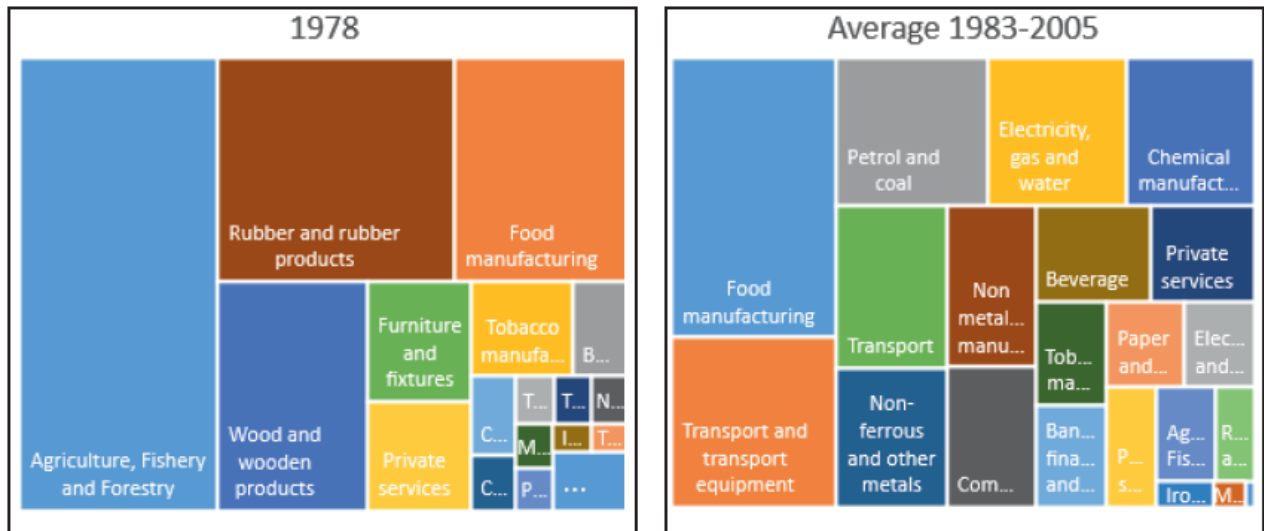 1978
Agriculture, Fishery
and Forestry
Rubber and rubber
products
Food
manufacturing
Wood and
wooden
products
Furniture
and
fixtures
Private
services
Tobacco
manufa...
B...
C...
C...
T...
T...
N...
M...
I...
T...
P...
...
Average 1983-2005
Food
manufacturing
Transport and
transport
equipment
Petrol and
coal
Electricity,
gas and
water
Chemical
manufact...
Transport
Non-
ferrous
and other
metals
Non
metal...
manu...
Com...
Beverage
Private
services
Tob...
ma...
Paper
and...
Elec...
and...
Ban...
fina...
and...
P...
s...
Ag...
Fis...
R...
a...
Iro...
M...